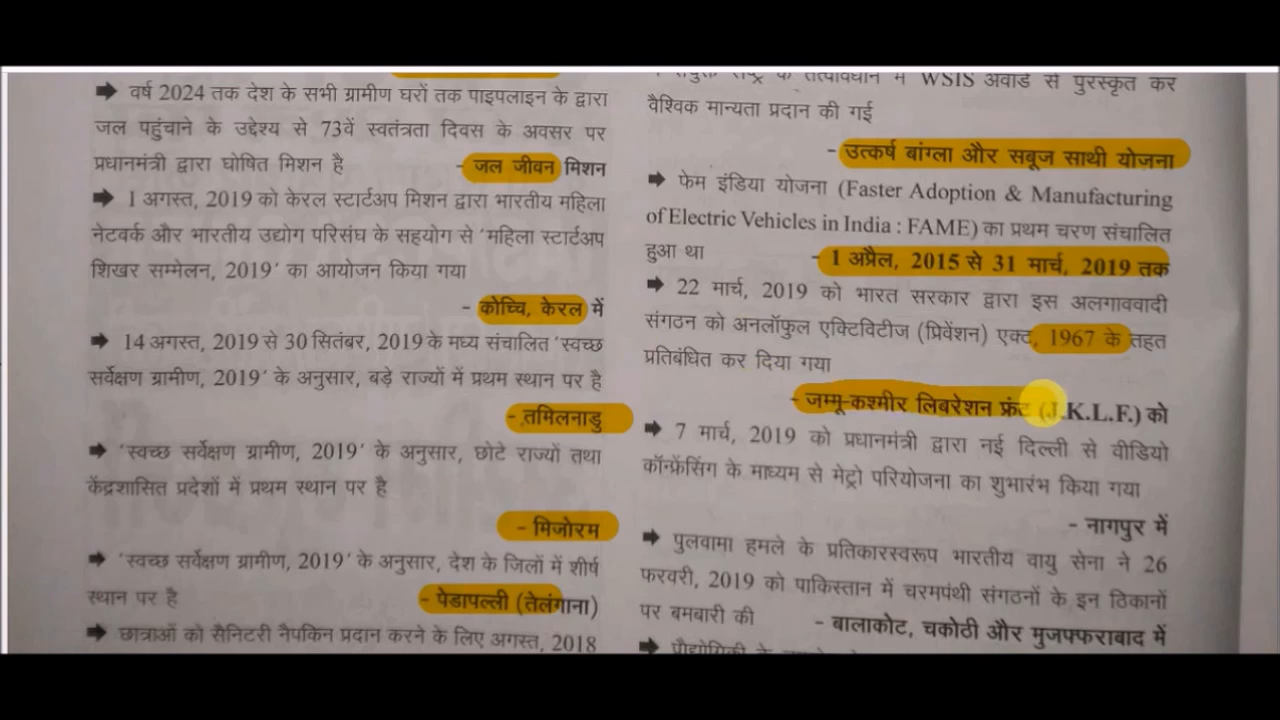 ➡ वर्ष 2024 तक देश के सभी ग्रामीण घरों तक पाइपलाइन के द्वारा
जल पहुंचाने के उद्देश्य से 73वें स्वतंत्रता दिवस के अवसर पर
प्रधानमंत्री द्वारा घोषित मिशन है - जल जीवन मिशन
➡ 1 अगस्त, 2019 को केरल स्टार्टअप मिशन द्वारा भारतीय महिला
नेटवर्क और भारतीय उद्योग परिसंघ के सहयोग से 'महिला स्टार्टअप
शिखर सम्मेलन, 2019' का आयोजन किया गया
- कोच्चि, केरल में
➡ 14 अगस्त, 2019 से 30 सितंबर, 2019 के मध्य संचालित 'स्वच्छ
सर्वेक्षण ग्रामीण, 2019' के अनुसार, बड़े राज्यों में प्रथम स्थान पर है
- तमिलनाडु
➡ 'स्वच्छ सर्वेक्षण ग्रामीण, 2019' के अनुसार, छोटे राज्यों तथा
केंद्रशासित प्रदेशों में प्रथम स्थान पर है
- मिजोरम
➡ 'स्वच्छ सर्वेक्षण ग्रामीण, 2019' के अनुसार, देश के जिलों में शीर्ष
स्थान पर है - पेडापल्ली (तेलंगाना)
➡ छात्राओं को सैनिटरी नैपकिन प्रदान करने के लिए अगस्त, 2018
राष्ट्र के तत्वावधान में WSIS अवार्ड से पुरस्कृत कर
वैश्विक मान्यता प्रदान की गई
- उत्कर्ष बांग्ला और सबूज साथी योजना
➡ फेम इंडिया योजना (Faster Adoption & Manufacturing
of Electric Vehicles in India : FAME) का प्रथम चरण संचालित
हुआ था - 1 अप्रैल, 2015 से 31 मार्च, 2019 तक
➡ 22 मार्च, 2019 को भारत सरकार द्वारा इस अलगाववादी
संगठन को अनलॉफुल एक्टिविटीज (प्रिवेंशन) एक्ट, 1967 के तहत
प्रतिबंधित कर दिया गया
- जम्मू-कश्मीर लिबरेशन फ्रंट (J.K.L.F.) को
➡ 7 मार्च, 2019 को प्रधानमंत्री द्वारा नई दिल्ली से वीडियो
कॉन्फ्रेंसिंग के माध्यम से मेट्रो परियोजना का शुभारंभ किया गया
- नागपुर में
➡ पुलवामा हमले के प्रतिकारस्वरूप भारतीय वायु सेना ने 26
फरवरी, 2019 को पाकिस्तान में चरमपंथी संगठनों के इन ठिकानों
पर बमबारी की - बालाकोट, चकोठी और मुजफ्फराबाद में